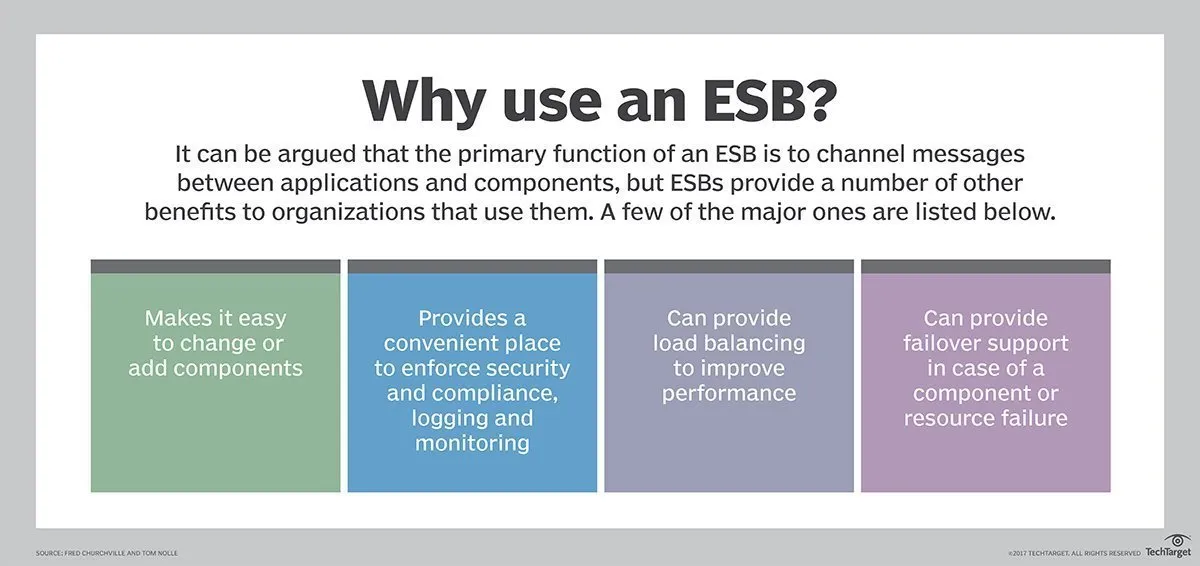 Why use an ESB?
It can be argued that the primary function of an ESB is to channel messages
between applications and components, but ESBs provide a number of other
benefits to organizations that use them. A few of the major ones are listed below.
Makes it easy
to change or
add components
Provides a
convenient place
to enforce security
and compliance,
logging and
monitoring
Can provide
load balancing
to improve
performance
Can provide
failover support
in case of a
component or
resource failure
SOURCE: FRED CHURCHVILLE AND TOM NOLLE
©2017 TECHTARGET. ALL RIGHTS RESERVED
TechTarget